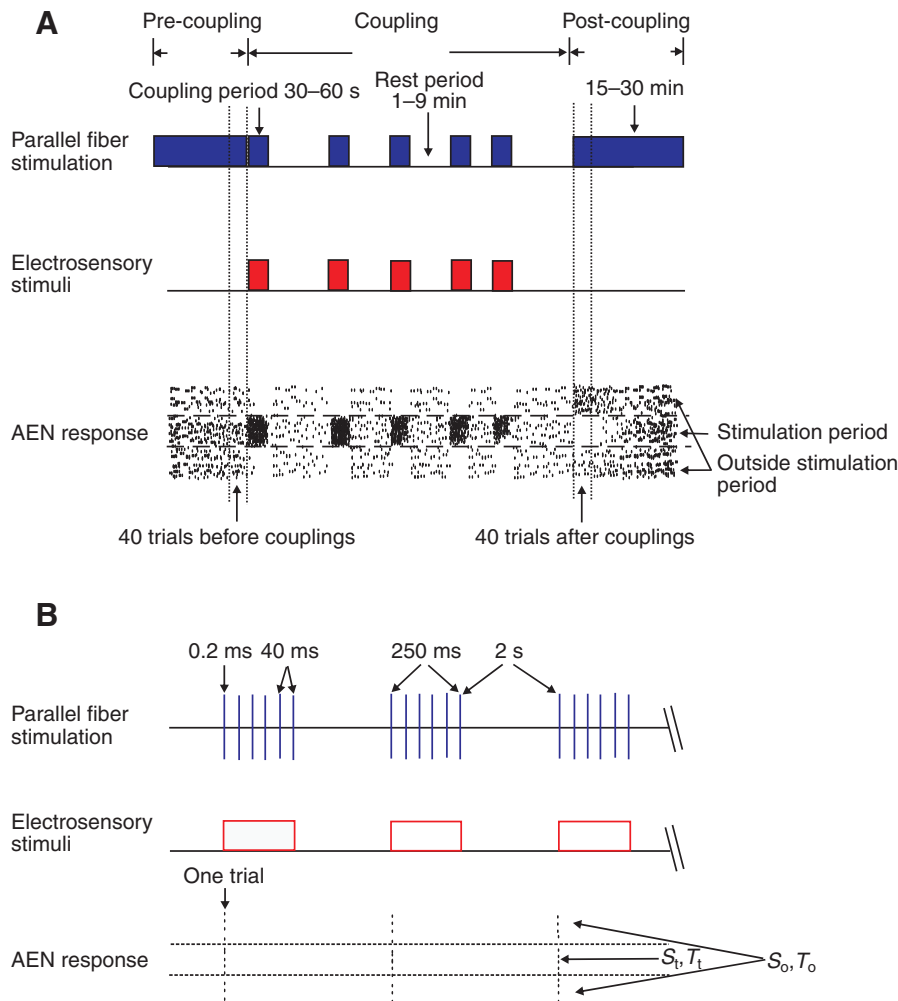 A
Pre-coupling
Coupling
Post-coupling
Coupling period 30–60 s
Rest period
1–9 min
15–30 min
Parallel fiber
stimulation
Electrosensory
stimuli
AEN response
Stimulation period
Outside stimulation
period
40 trials before couplings
40 trials after couplings
B
0.2 ms
40 ms
250 ms
2 s
Parallel fiber
stimulation
Electrosensory
stimuli
One trial
AEN response
St,Tt
So,To